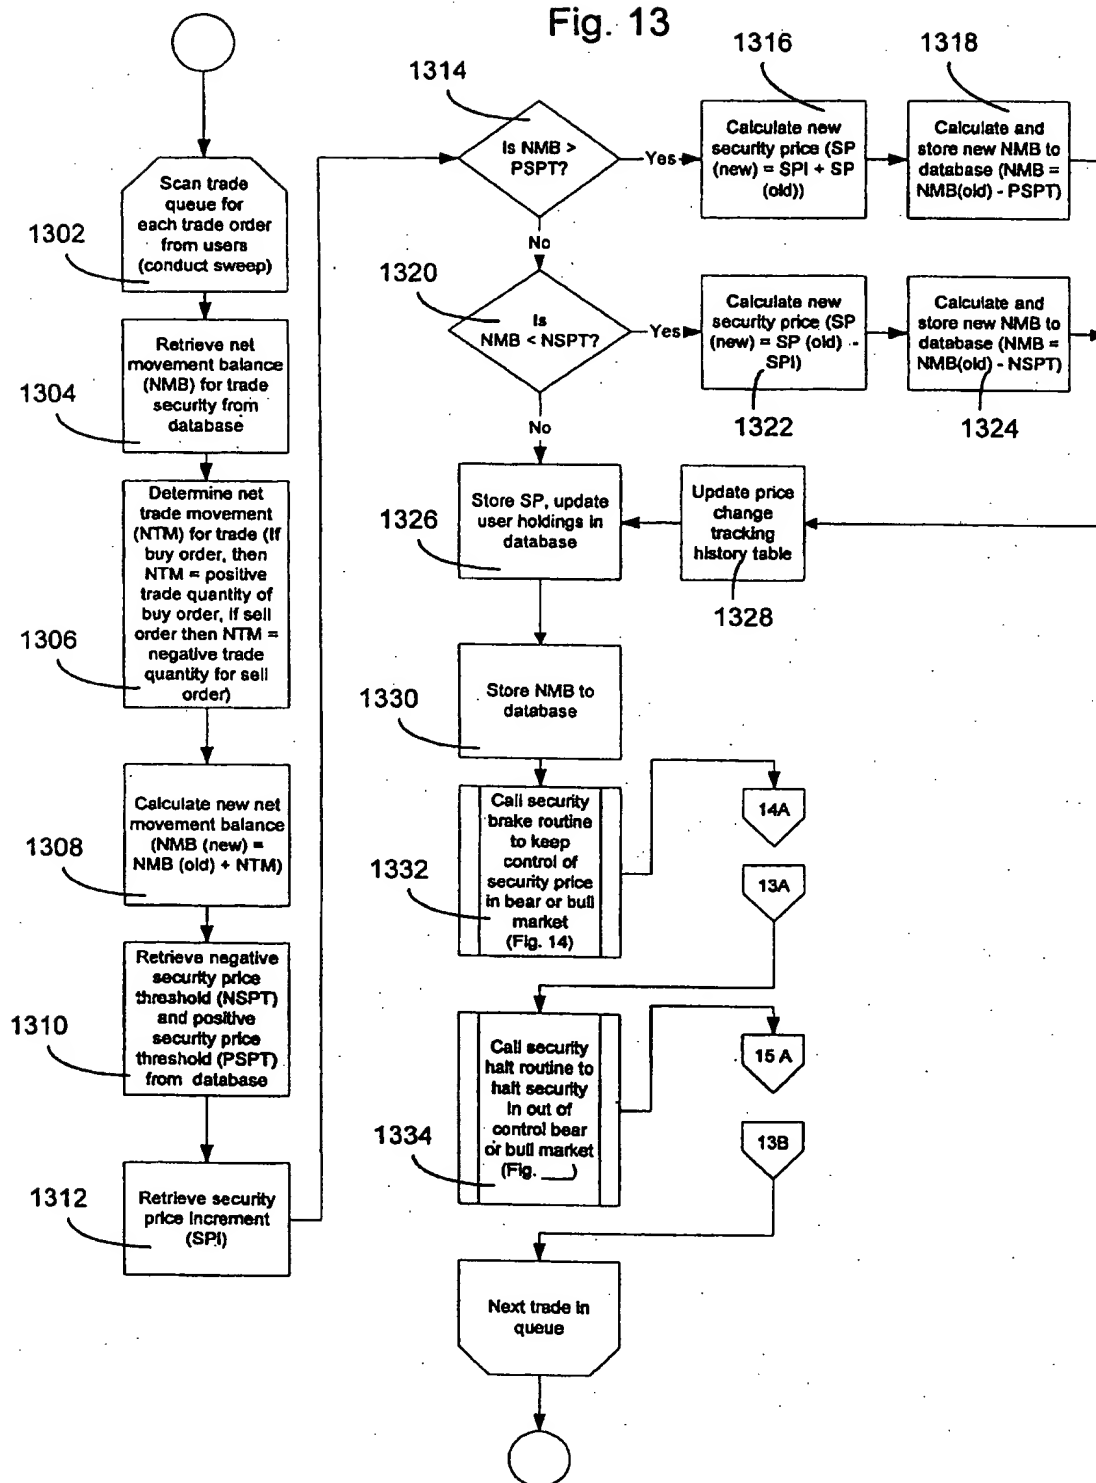 Fig. 13
Scan trade
queue for
each trade order
from users
(conduct sweep)
1302
Retrieve net
movement balance
(NMB) for trade
security from
database
1304
Determine net
trade movement
(NTM) for trade (If
buy order, then
NTM = positive
trade quantity of
buy order, if sell
order then NTM =
negative trade
quantity for sell
order)
1306
Calculate new net
movement balance
(NMB (new) =
NMB (old) + NTM)
1308
Retrieve negative
security price
threshold (NSPT)
and positive
security price
threshold (PSPT)
from database
1310
Retrieve security
price increment
(SPI)
1312
1314
Is NMB >
PSPT?
Yes
No
1316
Calculate new
security price (SP
(new) = SPI + SP
(old))
1318
Calculate and
store new NMB to
database (NMB =
NMB(old) - PSPT)
1320
Is
NMB < NSPT?
Yes
No
Calculate new
security price (SP
(new) = SP (old) -
SPI)
1322
Calculate and
store new NMB to
database (NMB =
NMB(old) - NSPT)
1324
Store SP, update
user holdings in
database
1326
Update price
change
tracking
history table
1328
Store NMB to
database
1330
Call security
brake routine
to keep
control of
security price
in bear or bull
market
(Fig. 14)
1332
14A
13A
Call security
halt routine to
halt security
in out of
control bear
or bull market
(Fig. __)
1334
15 A
13B
Next trade in
queue